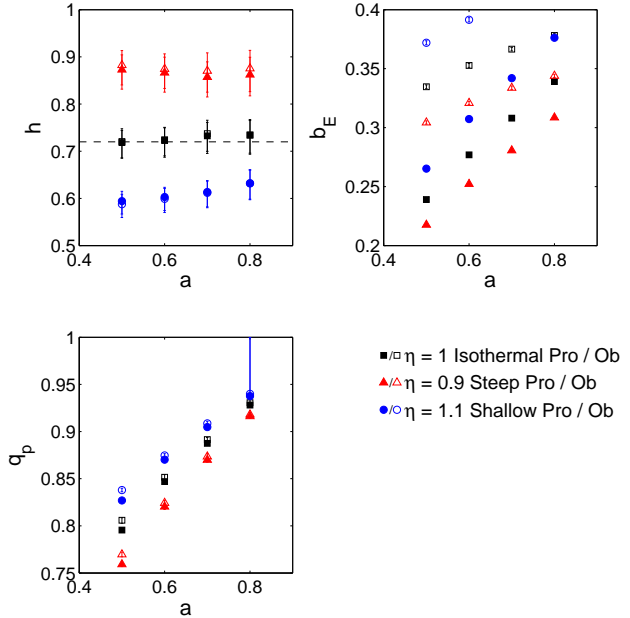 1
0.9
0.8
0.7
0.6
0.5
h
0.4 0.6 0.8
a
0.4
0.35
0.3
0.25
0.2
b_E
0.4 0.6 0.8
a
1
0.95
0.9
0.85
0.8
0.75
q_p
0.4 0.6 0.8
a
/ η = 1 Isothermal Pro / Ob
/ η = 0.9 Steep Pro / Ob
/ η = 1.1 Shallow Pro / Ob